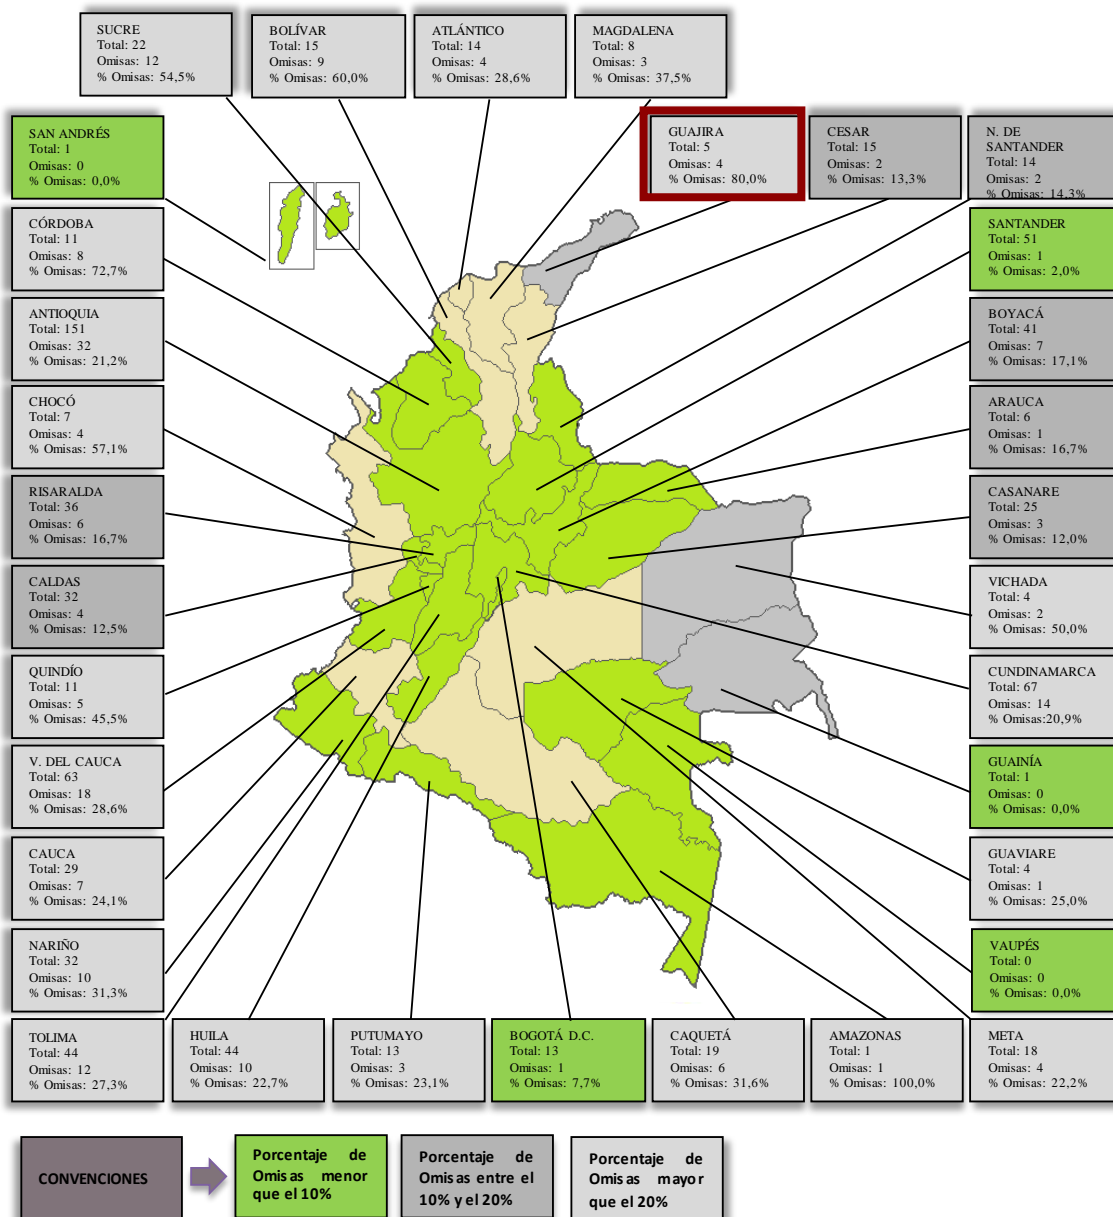 SUCRE
Total: 22
Omisas: 12
% Omisas: 54,5%
BOLÍVAR
Total: 15
Omisas: 9
% Omisas: 60,0%
ATLÁNTICO
Total: 14
Omisas: 4
% Omisas: 28,6%
MAGDALENA
Total: 8
Omisas: 3
% Omisas: 37,5%
SAN ANDRÉS
Total: 1
Omisas: 0
% Omisas: 0,0%
GUAJIRA
Total: 5
Omisas: 4
% Omisas: 80,0%
CESAR
Total: 15
Omisas: 2
% Omisas: 13,3%
N. DE
SANTANDER
Total: 14
Omisas: 2
% Omisas: 14,3%
CÓRDOBA
Total: 11
Omisas: 8
% Omisas: 72,7%
SANTANDER
Total: 51
Omisas: 1
% Omisas: 2,0%
ANTIOQUIA
Total: 151
Omisas: 32
% Omisas: 21,2%
BOYACÁ
Total: 41
Omisas: 7
% Omisas: 17,1%
CHOCÓ
Total: 7
Omisas: 4
% Omisas: 57,1%
ARAUCA
Total: 6
Omisas: 1
% Omisas: 16,7%
RISARALDA
Total: 36
Omisas: 6
% Omisas: 16,7%
CASANARE
Total: 25
Omisas: 3
% Omisas: 12,0%
CALDAS
Total: 32
Omisas: 4
% Omisas: 12,5%
VICHADA
Total: 4
Omisas: 2
% Omisas: 50,0%
QUINDÍO
Total: 11
Omisas: 5
% Omisas: 45,5%
CUNDINAMARCA
Total: 67
Omisas: 14
% Omisas:20,9%
V. DEL CAUCA
Total: 63
Omisas: 18
% Omisas: 28,6%
GUAINÍA
Total: 1
Omisas: 0
% Omisas: 0,0%
CAUCA
Total: 29
Omisas: 7
% Omisas: 24,1%
GUAVIARE
Total: 4
Omisas: 1
% Omisas: 25,0%
NARIÑO
Total: 32
Omisas: 10
% Omisas: 31,3%
VAUPÉS
Total: 0
Omisas: 0
% Omisas: 0,0%
TOLIMA
Total: 44
Omisas: 12
% Omisas: 27,3%
HUILA
Total: 44
Omisas: 10
% Omisas: 22,7%
PUTUMAYO
Total: 13
Omisas: 3
% Omisas: 23,1%
BOGOTÁ D.C.
Total: 13
Omisas: 1
% Omisas: 7,7%
CAQUETÁ
Total: 19
Omisas: 6
% Omisas: 31,6%
AMAZONAS
Total: 1
Omisas: 1
% Omisas: 100,0%
META
Total: 18
Omisas: 4
% Omisas: 22,2%
CONVENCIONES
Porcentaje de
Omisas menor
que el 10%
Porcentaje de
Omisas entre el
10% y el 20%
Porcentaje de
Omisas mayor
que el 20%